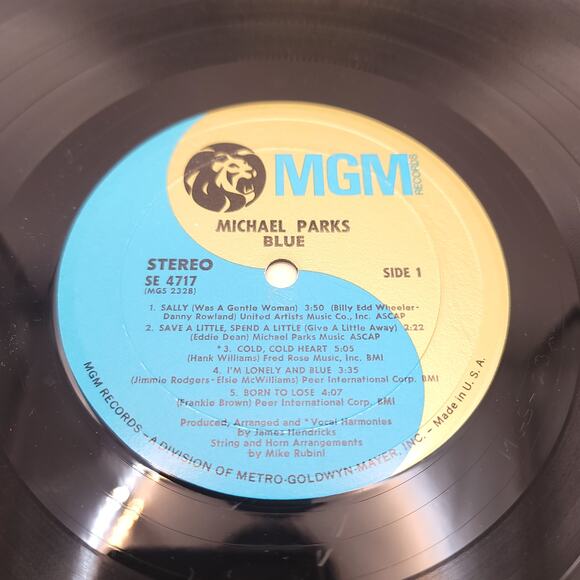 MGM
RECORDS
MICHAEL PARKS
BLUE
STEREO
SE 4717
(MGS 2328)
SIDE 1
1. SALLY (Was A Gentle Woman) 3:50 (Billy Edd Wheeler-
Danny Rowland) United Artists Music Co., Inc. ASCAP
2. SAVE A LITTLE, SPEND A LITTLE (Give A Little Away) 2:22
(Eddie Dean) Michael Parks Music ASCAP
*3. COLD, COLD HEART 5:05
(Hank Williams) Fred Rose Music, Inc. BMI
4. I'M LONELY AND BLUE 3:35
(Jimmie Rodgers-Elsie McWilliams) Peer International Corp. BMI
5. BORN TO LOSE 4:07
(Frankie Brown) Peer International Corp. BMI
Produced, Arranged and *Vocal Harmonies
by James Hendricks
String and Horn Arrangements
by Mike Rubini
MGM RECORDS-A DIVISION OF METRO-GOLDWYN-MAYER, INC.-Made in U.S.A.